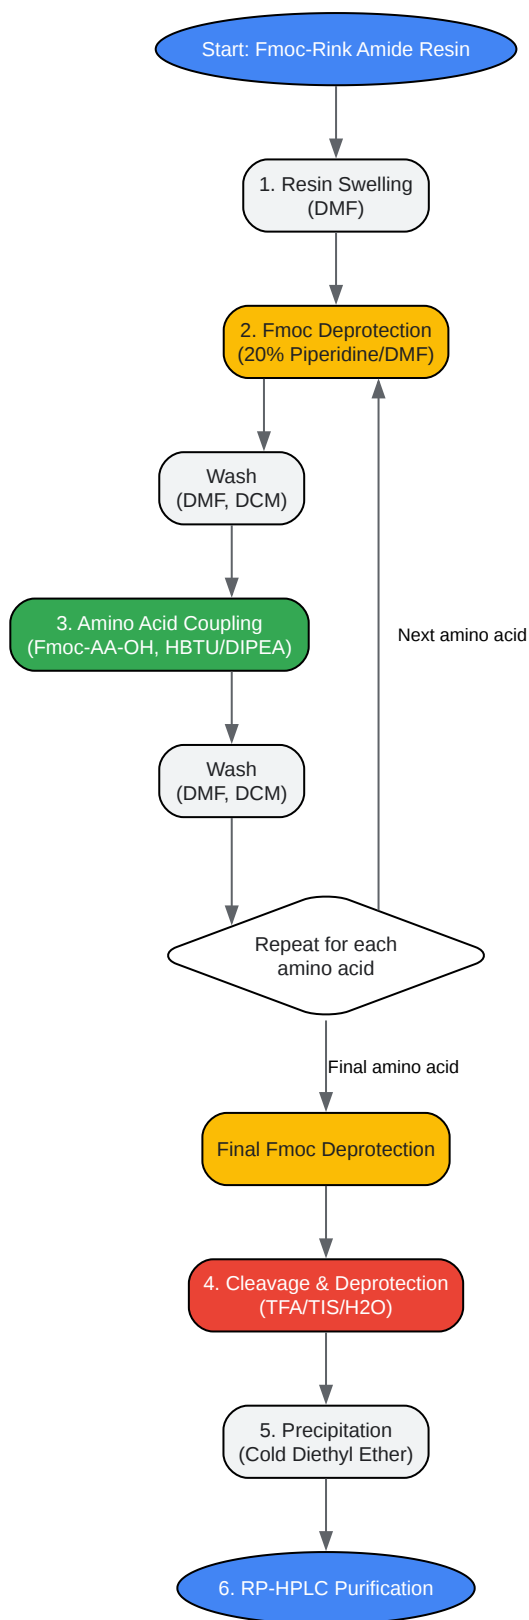 Start: Fmoc-Rink Amide Resin
1. Resin Swelling
(DMF)
2. Fmoc Deprotection
(20% Piperidine/DMF)
Wash
(DMF, DCM)
3. Amino Acid Coupling
(Fmoc-AA-OH, HBTU/DIPEA)
Next amino acid
Wash
(DMF, DCM)
Repeat for each
amino acid
Final amino acid
Final Fmoc Deprotection
4. Cleavage & Deprotection
(TFA/TIS/H2O)
5. Precipitation
(Cold Diethyl Ether)
6. RP-HPLC Purification